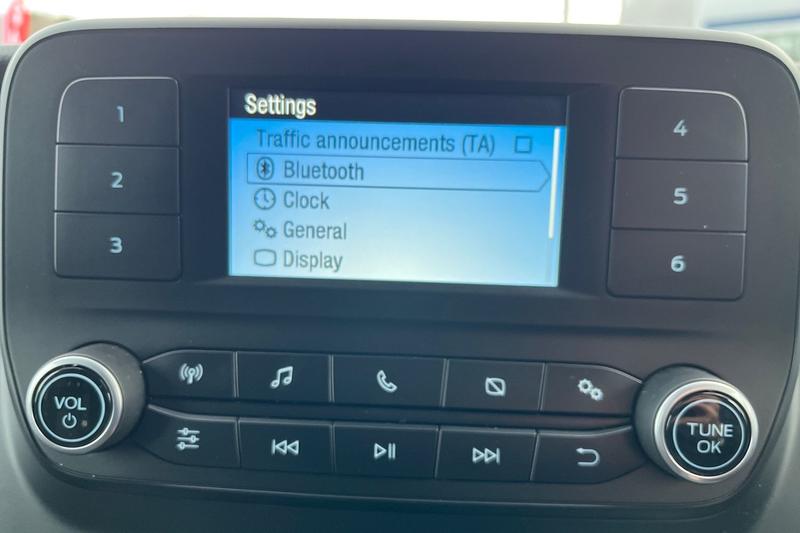 Settings
Traffic announcements (TA)
Bluetooth
Clock
General
Display
1
2
3
4
5
6
VOL
TUNE
OK